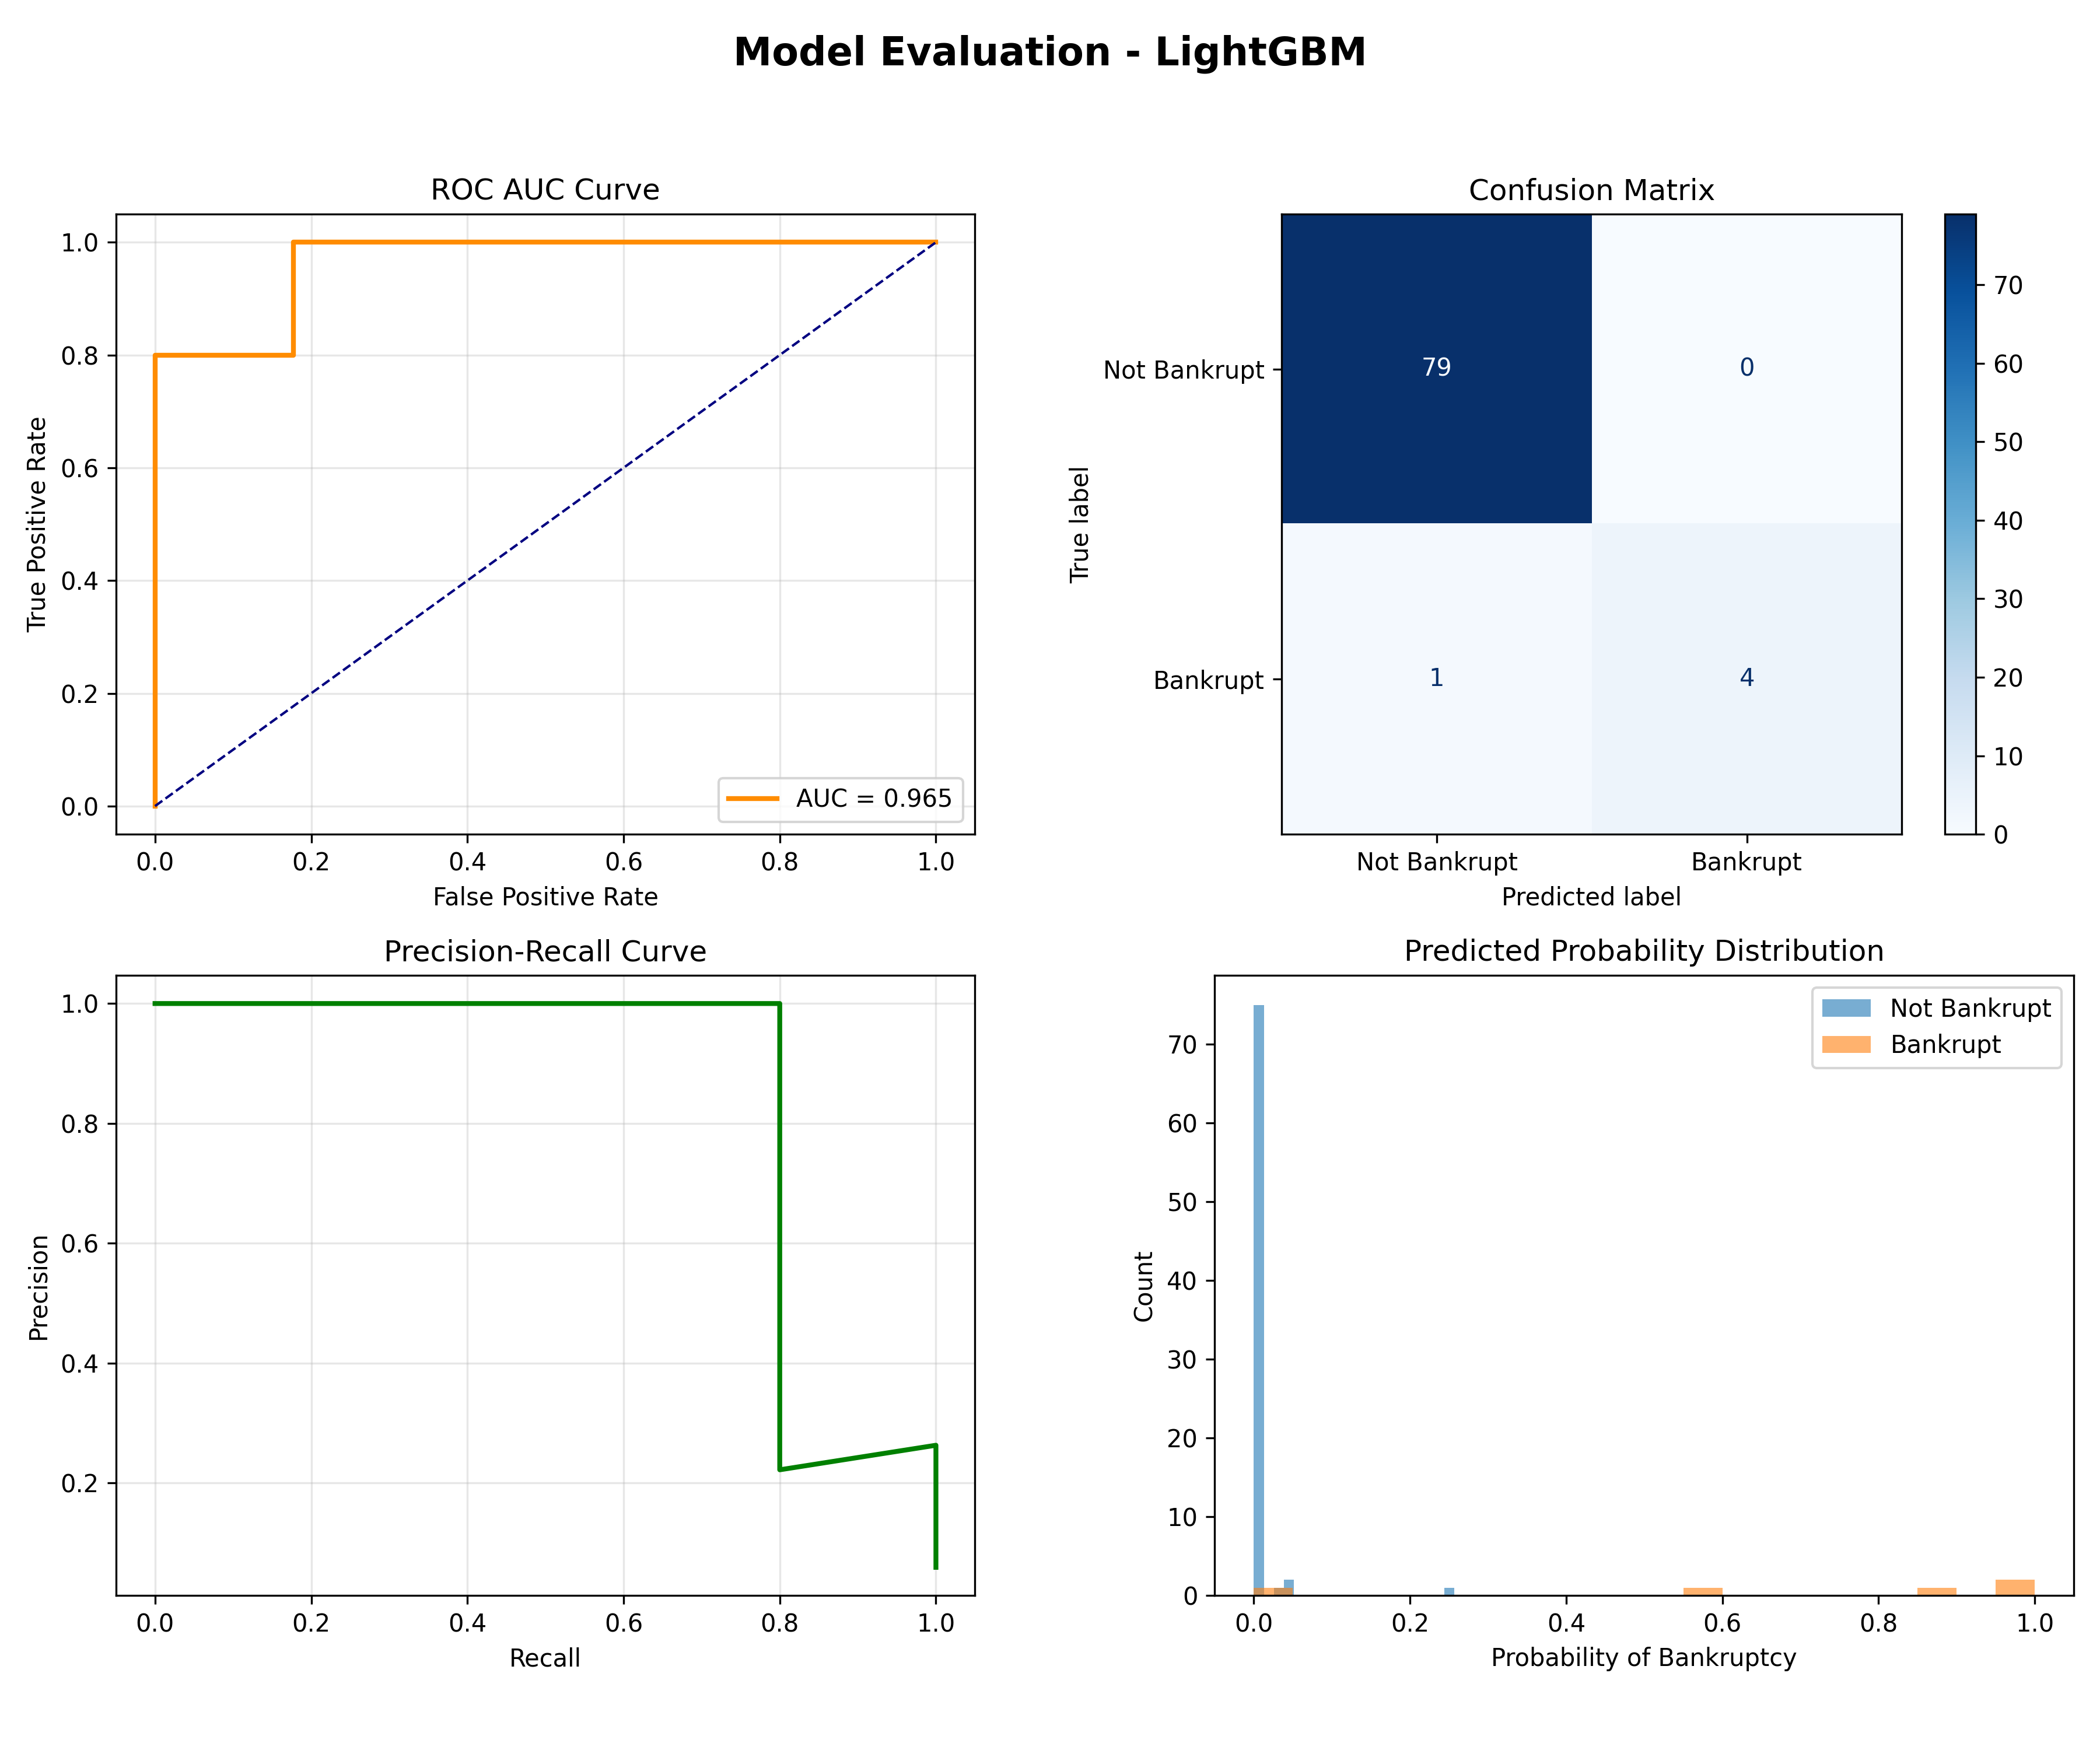 Model Evaluation - LightGBM
ROC AUC Curve
1.0
0.8
0.6
0.4
0.2
0.0
True Positive Rate
AUC = 0.965
0.0 0.2 0.4 0.6 0.8 1.0
False Positive Rate
Confusion Matrix
Not Bankrupt
Bankrupt
True label
79 0
1 4
Not Bankrupt Bankrupt
Predicted label
70
60
50
40
30
20
10
0
Precision-Recall Curve
1.0
0.8
0.6
0.4
0.2
Precision
0.0 0.2 0.4 0.6 0.8 1.0
Recall
Predicted Probability Distribution
Not Bankrupt
Bankrupt
70
60
50
40
30
20
10
0
Count
0.0 0.2 0.4 0.6 0.8 1.0
Probability of Bankruptcy